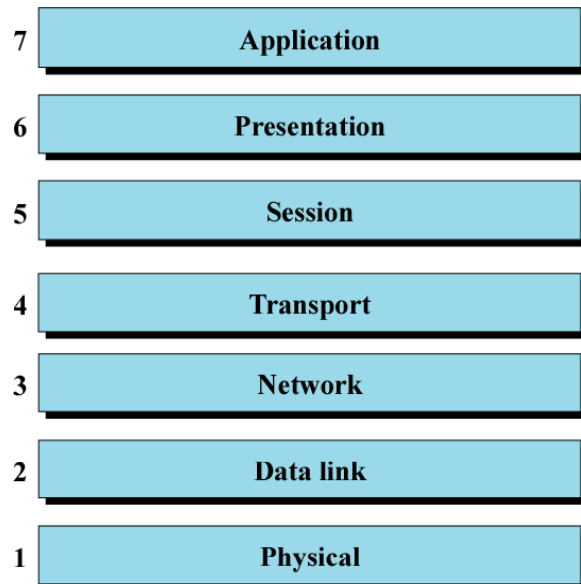 7 Application
6 Presentation
5 Session
4 Transport
3 Network
2 Data link
1 Physical